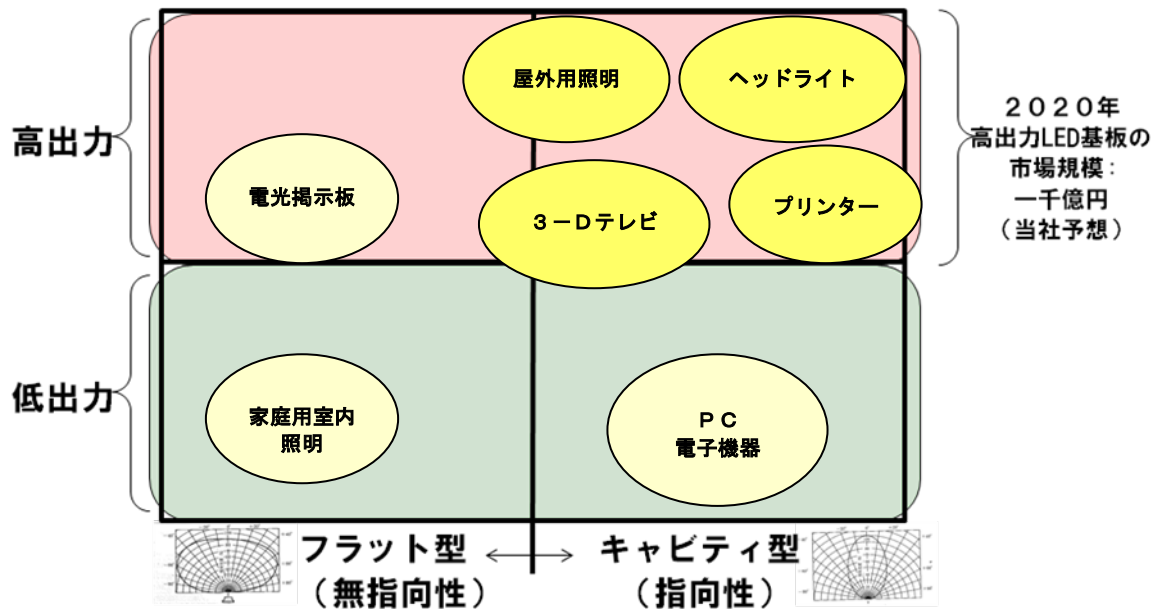 屋外用照明
ヘッドライト
高出力
電光掲示板
3－Dテレビ
プリンター
２０２０年
高出力LED基板の
市場規模：
一千億円
（当社予想）
低出力
家庭用室内
照明
ＰＣ
電子機器
フラット型
（無指向性）
キャビティ型
（指向性）